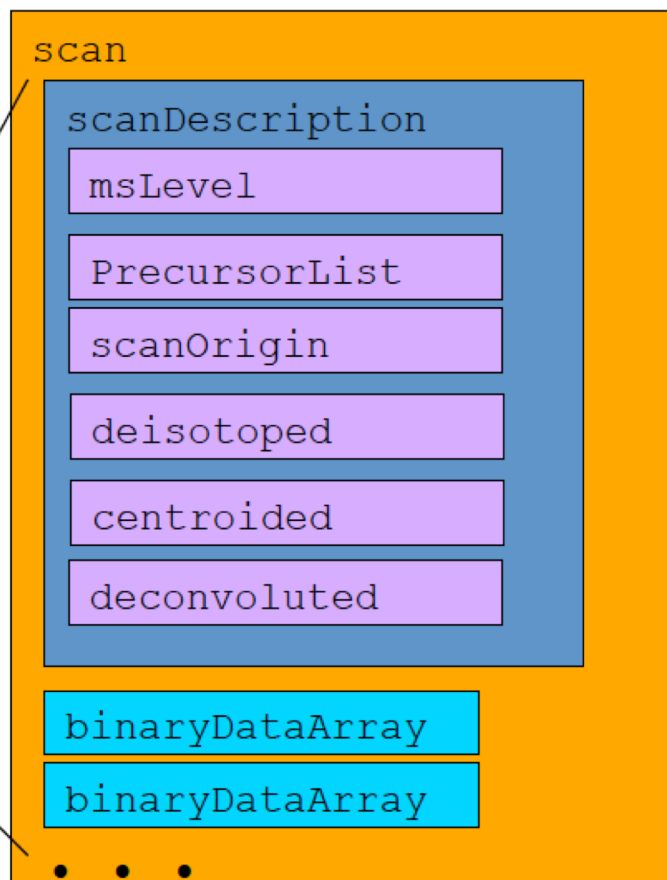 scan
scanDescription
msLevel
PrecursorList
scanOrigin
deisotoped
centroided
deconvoluted
binaryDataArray
binaryDataArray
. . .